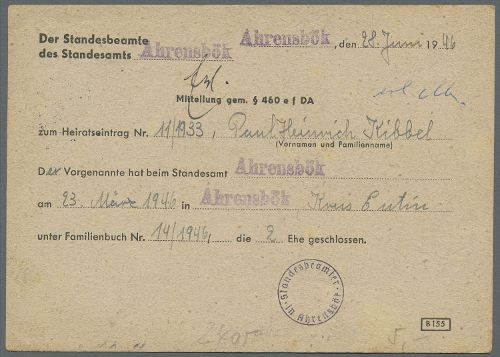 Der Standesbeamte
des Standesamts Ahrensbök Ahrensbök, den 28. Juni 1946
Mitteilung gem. § 460 e f DA
zum Heiratseintrag Nr. 11/1933, Paul Heinrich Kibbel
(Vornamen und Familienname)
Der Vorgenannte hat beim Standesamt Ahrensbök
am 23. März 1946 in Ahrensbök Kreis Eutin
unter Familienbuch Nr. 14/1946, die 2 Ehe geschlossen.
Standesbeamter
in Ahrensbök
B 155